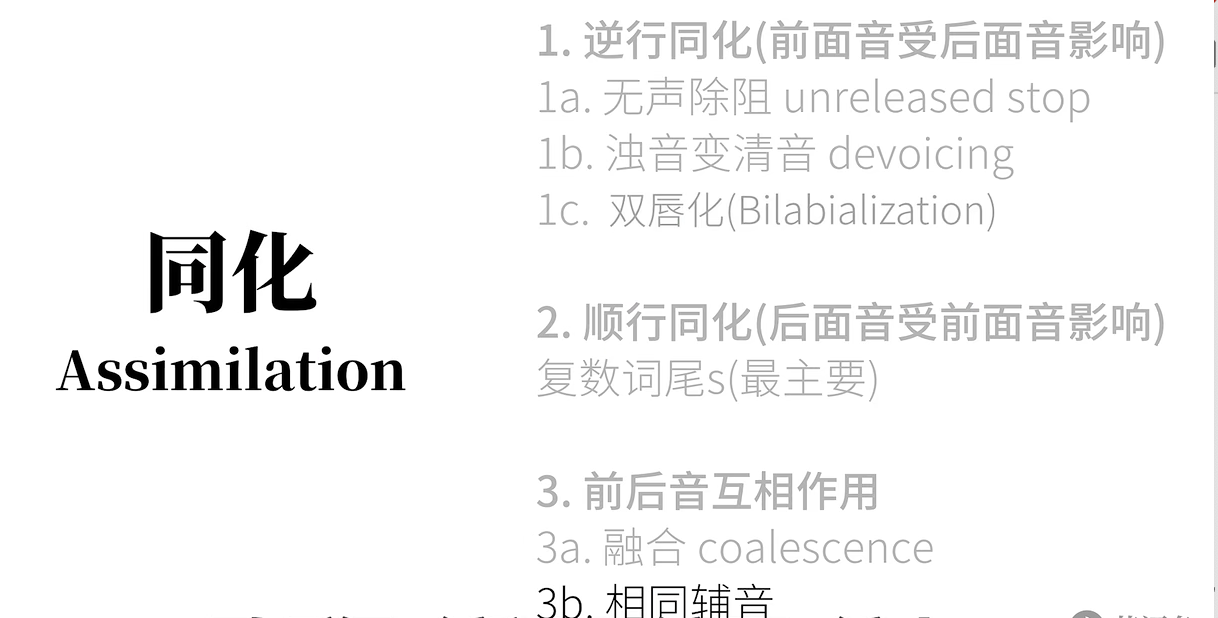 同化
Assimilation
1. 逆行同化(前面音受后面音影响)
1a. 无声除阻 unreleased stop
1b. 浊音变清音 devoicing
1c. 双唇化(Bilabialization)
2. 顺行同化(后面音受前面音影响)
复数词尾s(最主要)
3. 前后音互相作用
3a. 融合 coalescence
3b. 相同辅音